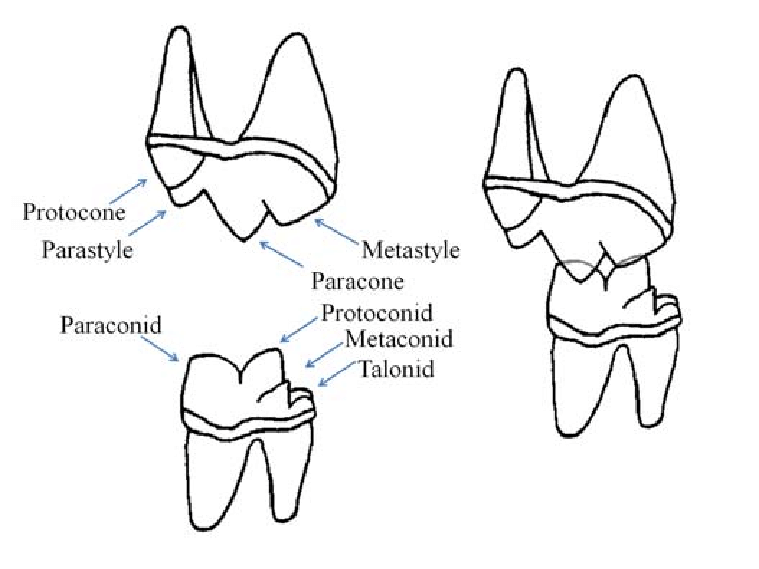 Protocone
Parastyle
Metastyle
Paracone
Protoconid
Paraconid
Metaconid
Talonid